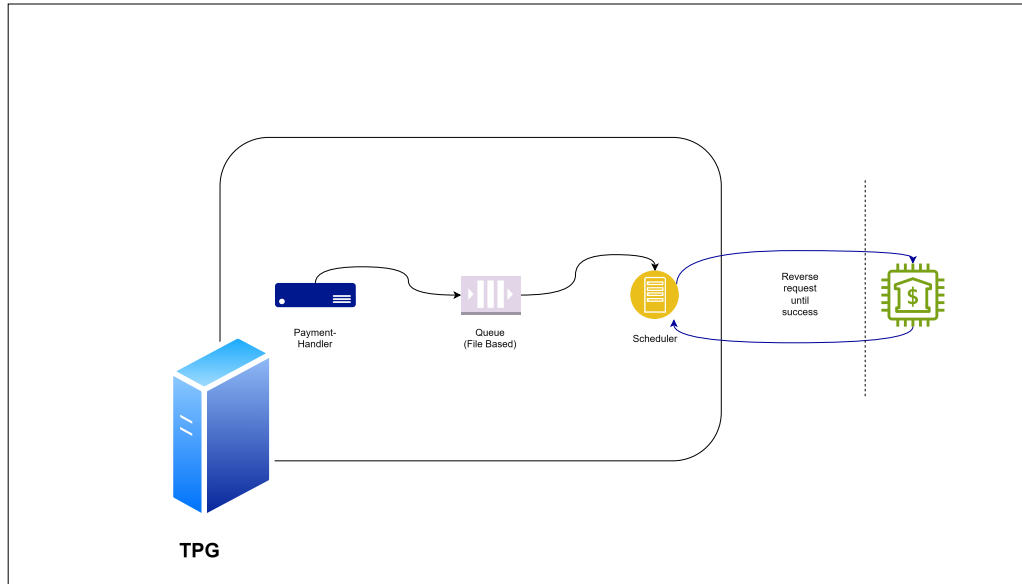 Payment-
Handler
Queue
(File Based)
Scheduler
Reverse
request
until
success
$
TPG